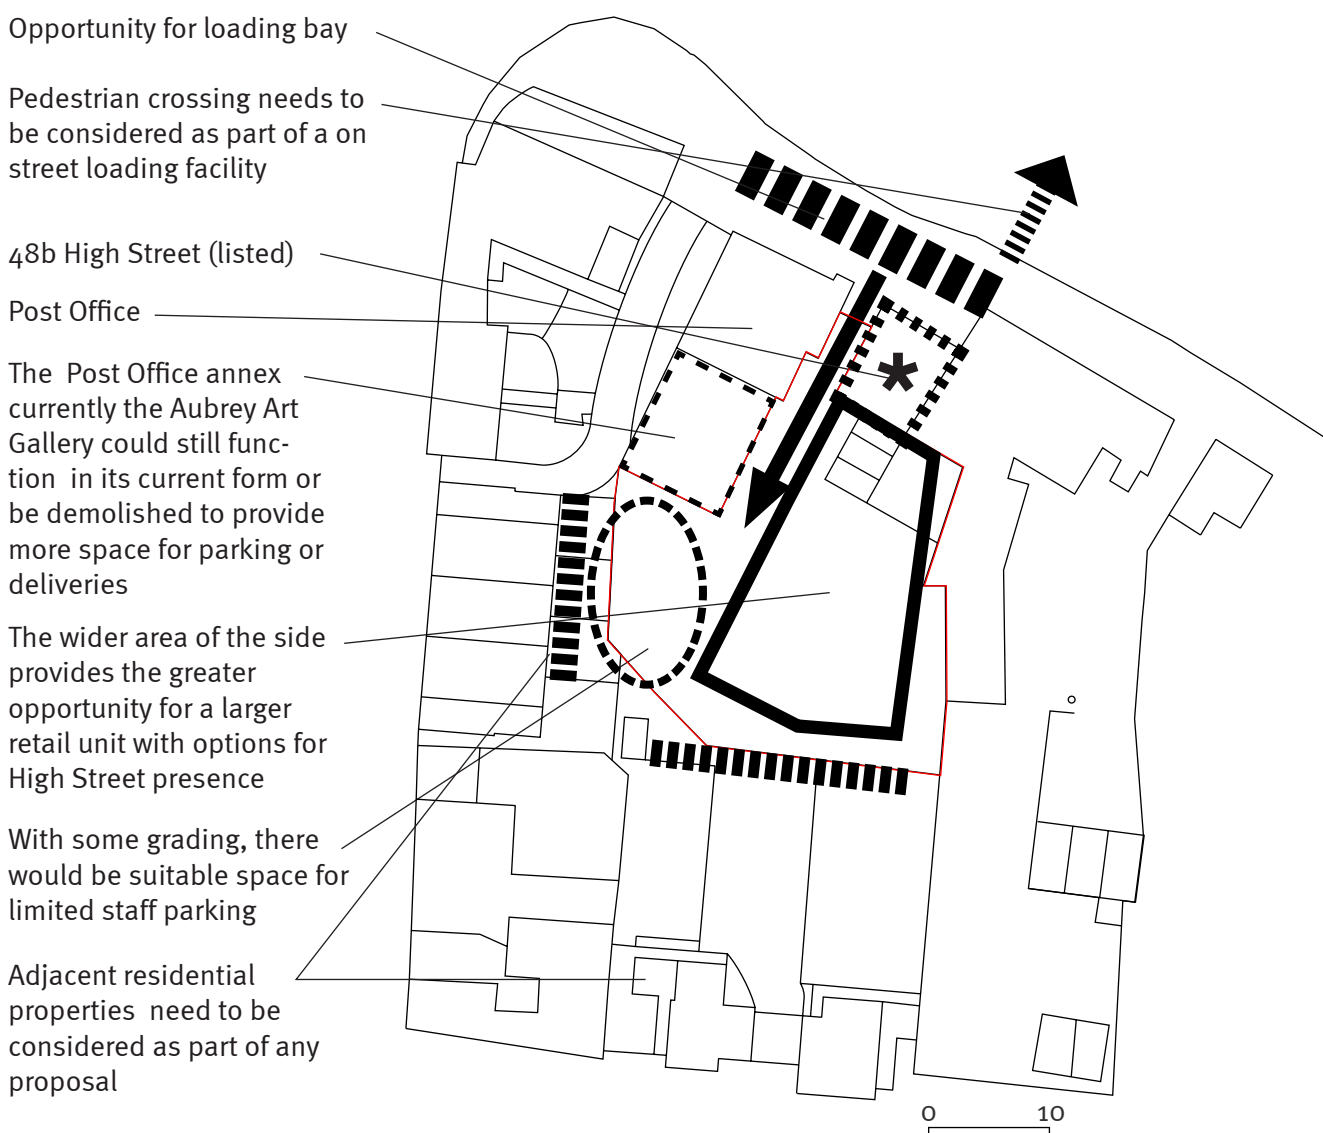 Opportunity for loading bay
Pedestrian crossing needs to
be considered as part of a on
street loading facility
48b High Street (listed)
Post Office
The  Post Office annex
currently the Aubrey Art
Gallery could still func-
tion  in its current form or
be demolished to provide
more space for parking or
deliveries
The wider area of the side
provides the greater
opportunity for a larger
retail unit with options for
High Street presence
With some grading, there
would be suitable space for
limited staff parking
Adjacent residential
properties  need to be
considered as part of any
proposal
*
0 10